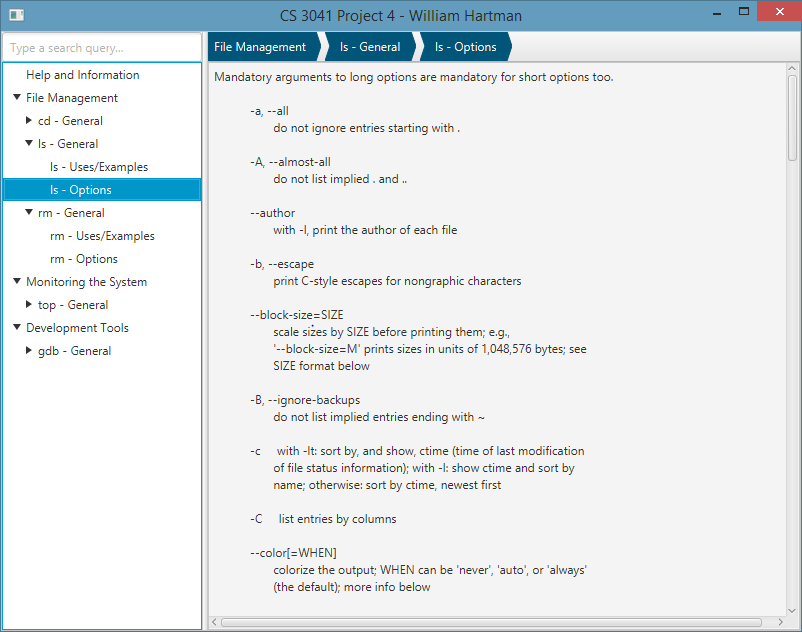 CS 3041 Project 4 - William Hartman
Type a search query...
Help and Information
File Management
cd - General
ls - General
ls - Uses/Examples
ls - Options
rm - General
rm - Uses/Examples
rm - Options
Monitoring the System
top - General
Development Tools
gdb - General
File Management
ls - General
ls - Options
Mandatory arguments to long options are mandatory for short options too.
-a, --all
do not ignore entries starting with .
-A, --almost-all
do not list implied . and ..
--author
with -l, print the author of each file
-b, --escape
print C-style escapes for nongraphic characters
--block-size=SIZE
scale sizes by SIZE before printing them; e.g.,
'--block-size=M' prints sizes in units of 1,048,576 bytes; see
SIZE format below
-B, --ignore-backups
do not list implied entries ending with ~
-c with -lt: sort by, and show, ctime (time of last modification
of file status information); with -l: show ctime and sort by
name; otherwise: sort by ctime, newest first
-C list entries by columns
--color[=WHEN]
colorize the output; WHEN can be 'never', 'auto', or 'always'
(the default); more info below